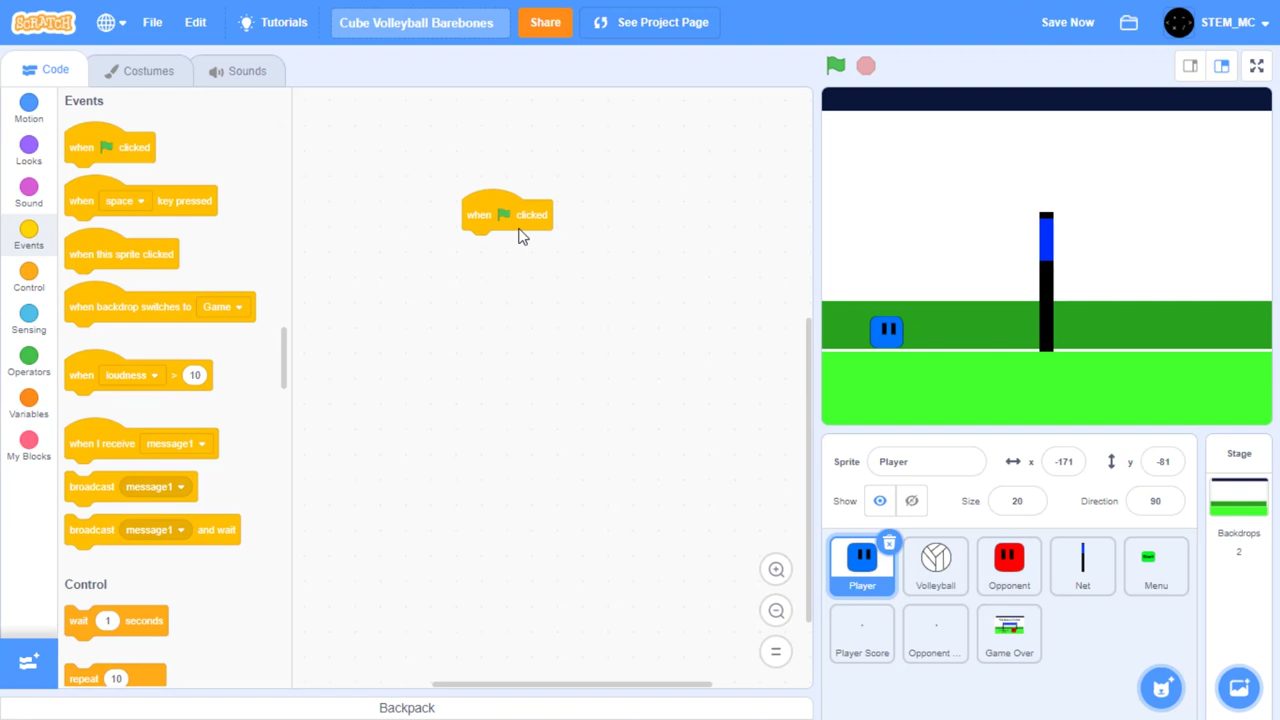 SCRATCH File Edit Tutorials Cube Volleyball Barebones Share See Project Page Save Now STEM_MC
Code Costumes Sounds
Motion
Looks
Sound
Events
Control
Sensing
Operators
Variables
My Blocks
Events
when clicked
when space key pressed
when this sprite clicked
when backdrop switches to Game
when loudness > 10
when I receive message1
broadcast message1
broadcast message1 and wait
Control
wait 1 seconds
repeat 10
when clicked
Backpack
Sprite Player x -171 y -81
Show Size 20 Direction 90
Player Volleyball Opponent Net Menu
Player Score Opponent ... Game Over
Stage
Backdrops
2